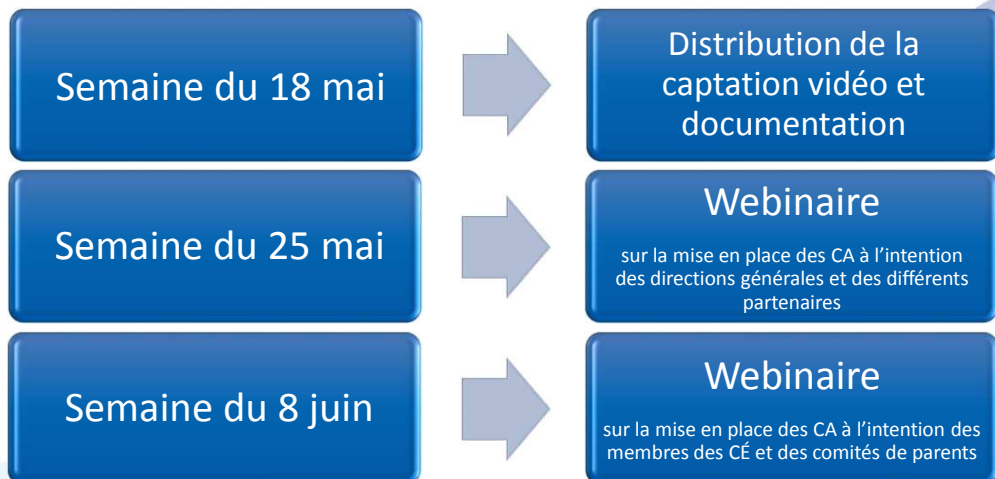 Semaine du 18 mai
Distribution de la
captation vidéo et
documentation
Semaine du 25 mai
Webinaire
sur la mise en place des CA à l’intention
des directions générales et des différents
partenaires
Semaine du 8 juin
Webinaire
sur la mise en place des CA à l’intention des
membres des CÉ et des comités de parents